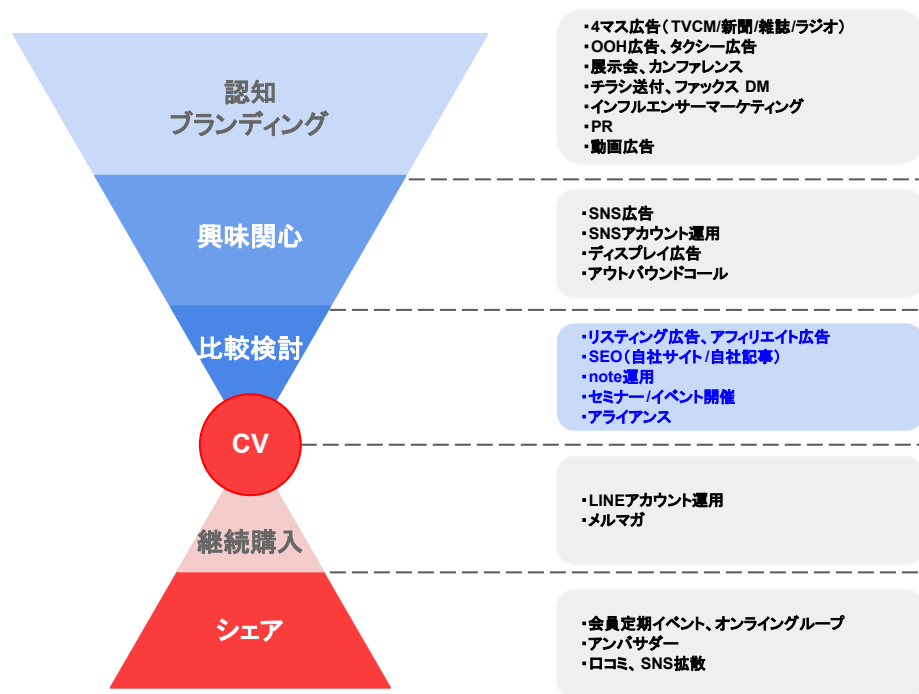 認知
ブランディング
・4マス広告（TVCM/新聞/雑誌/ラジオ）
・OOH広告、タクシー広告
・展示会、カンファレンス
・チラシ送付、ファックス DM
・インフルエンサーマーケティング
・PR
・動画広告
興味関心
・SNS広告
・SNSアカウント運用
・ディスプレイ広告
・アウトバウンドコール
比較検討
・リスティング広告、アフィリエイト広告
・SEO（自社サイト/自社記事）
・note運用
・セミナー/イベント開催
・アライアンス
CV
継続購入
・LINEアカウント運用
・メルマガ
シェア
・会員定期イベント、オンライングループ
・アンバサダー
・口コミ、SNS拡散